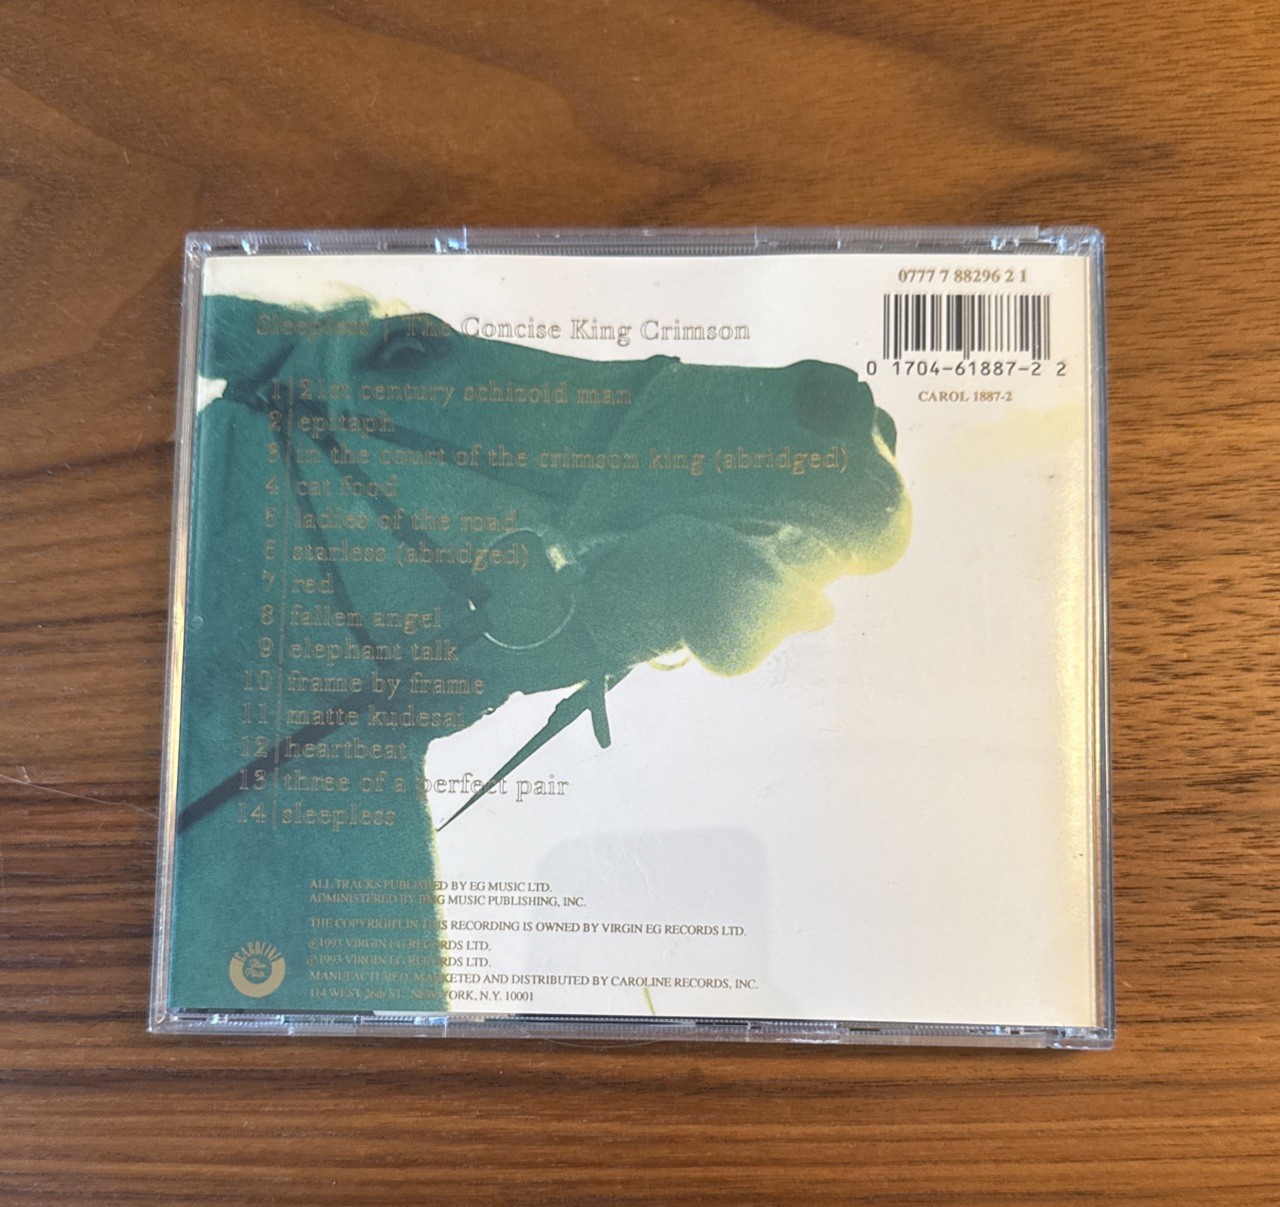 0777 7 88296 2 1
0 1704-61887-2 2
CAROL 1887-2
Sleepless | The Concise King Crimson
1 | 21st century schizoid man
2 | epitaph
3 | in the court of the crimson king (abridged)
4 | cat food
5 | ladies of the road
6 | starless (abridged)
7 | red
8 | fallen angel
9 | elephant talk
10 | frame by frame
11 | matte kudesai
12 | heartbeat
13 | three of a perfect pair
14 | sleepless
ALL TRACKS PUBLISHED BY EG MUSIC LTD.
ADMINISTERED BY BMG MUSIC PUBLISHING, INC.
THE COPYRIGHT IN THIS RECORDING IS OWNED BY VIRGIN EG RECORDS LTD.
℗1993 VIRGIN EG RECORDS LTD.
©1993 VIRGIN EG RECORDS LTD.
MANUFACTURED, MARKETED AND DISTRIBUTED BY CAROLINE RECORDS, INC.
114 WEST 26th ST., NEW YORK, N.Y. 10001
CAROLINE